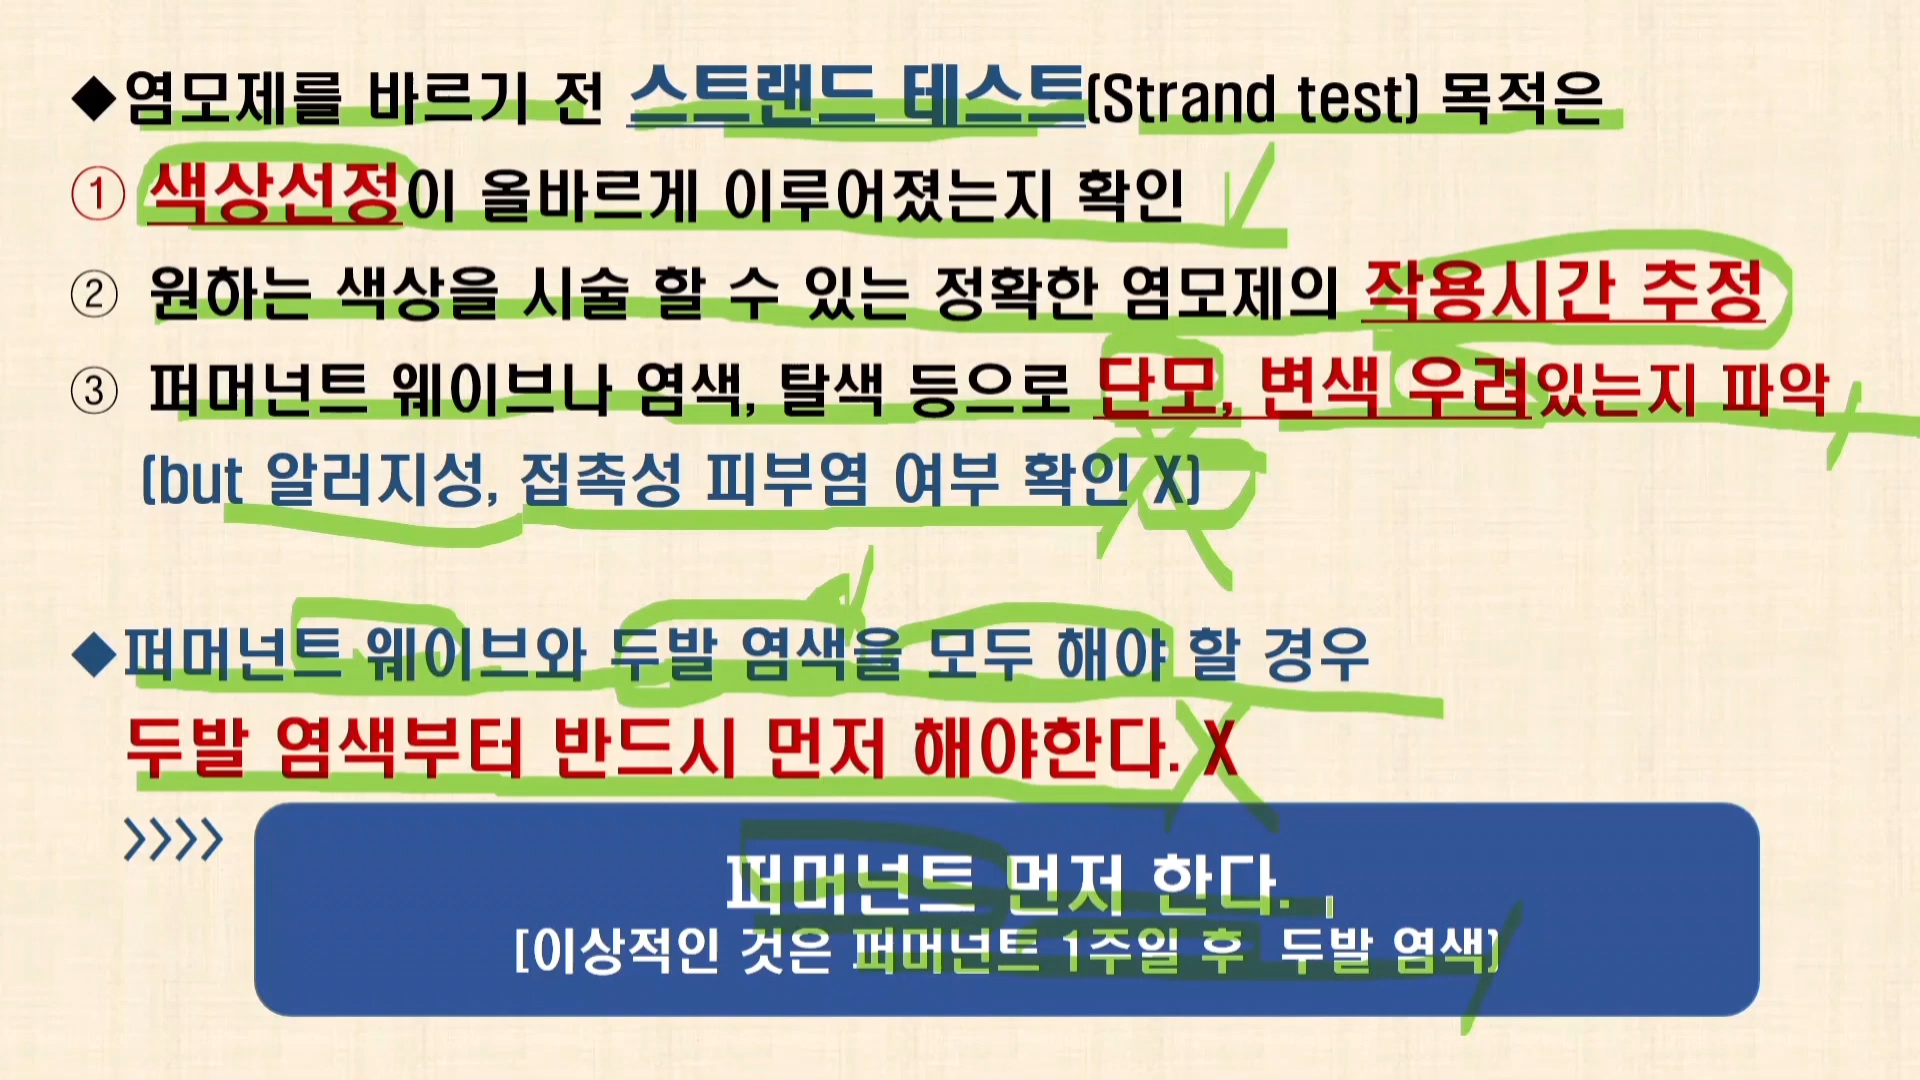 ◆염모제를 바르기 전 스트랜드 테스트(Strand test) 목적은
① 색상선정이 올바르게 이루어졌는지 확인
② 원하는 색상을 시술 할 수 있는 정확한 염모제의 작용시간 추정
③ 퍼머넌트 웨이브나 염색, 탈색 등으로 단모, 변색 우려있는지 파악
(but 알러지성, 접촉성 피부염 여부 확인 X)
◆퍼머넌트 웨이브와 두발 염색을 모두 해야 할 경우
두발 염색부터 반드시 먼저 해야한다. X
퍼머넌트 먼저 한다.
[이상적인 것은 퍼머넌트 1주일 후 두발 염색]